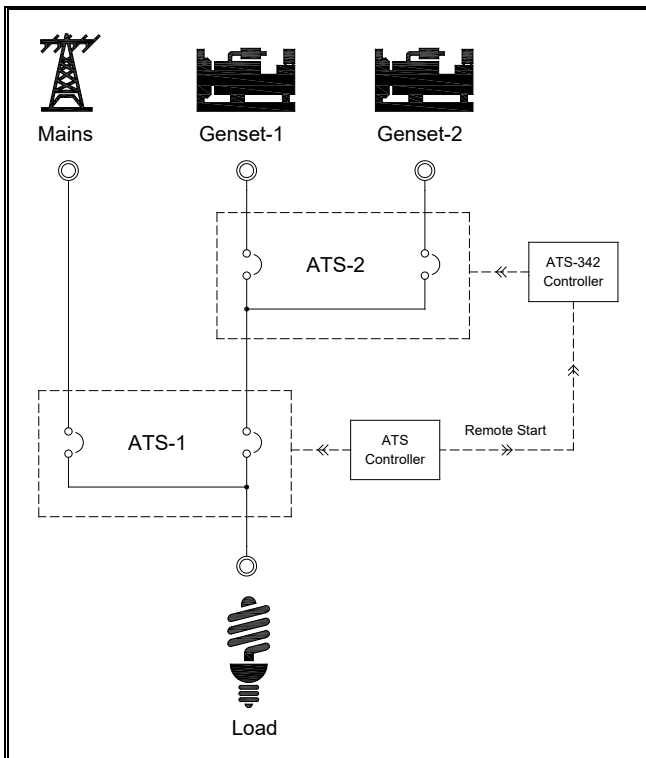 Mains
Genset-1
Genset-2
ATS-2
ATS-342
Controller
ATS-1
ATS
Controller
Remote Start
Load